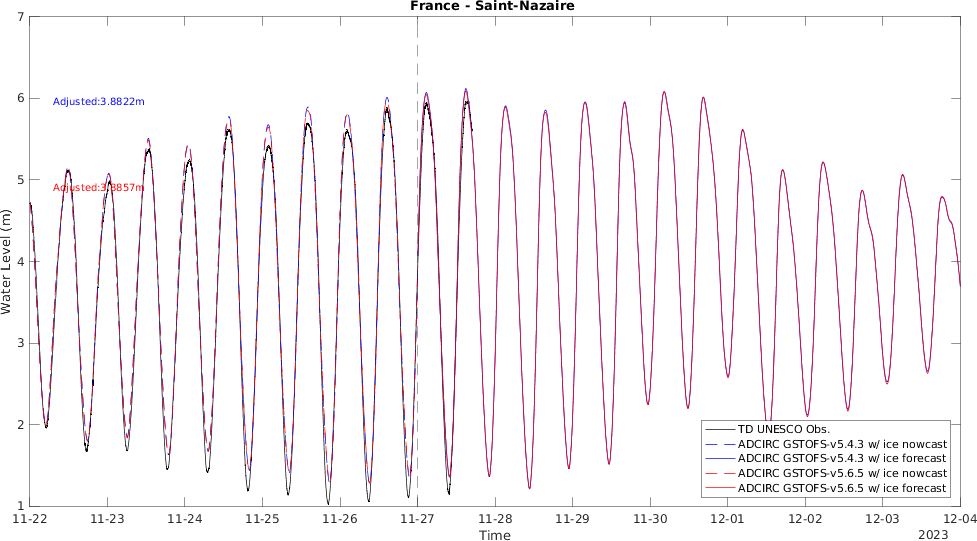 France - Saint-Nazaire
7
6
5
4
3
2
1
Water Level (m)
Adjusted:3.8822m
Adjusted:3.8857m
TD UNESCO Obs.
ADCIRC GSTOFS-v5.4.3 w/ ice nowcast
ADCIRC GSTOFS-v5.4.3 w/ ice forecast
ADCIRC GSTOFS-v5.6.5 w/ ice nowcast
ADCIRC GSTOFS-v5.6.5 w/ ice forecast
11-22 11-23 11-24 11-25 11-26 11-27 11-28 11-29 11-30 12-01 12-02 12-03 12-04
Time
2023